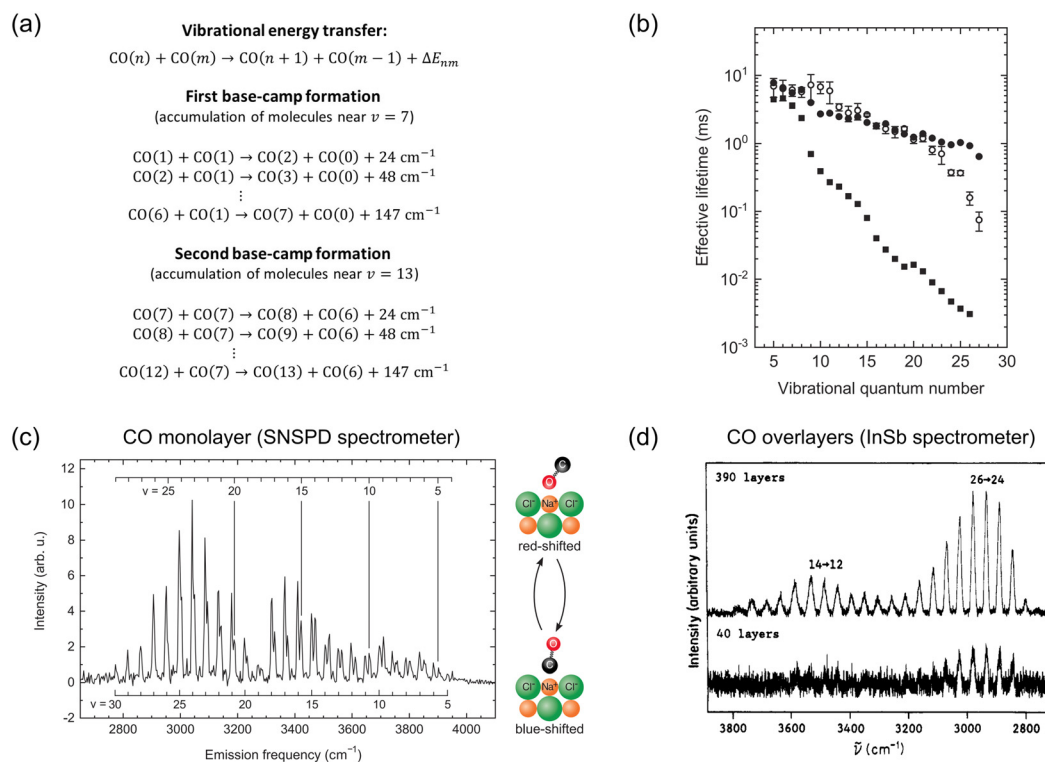 (a)
Vibrational energy transfer:
CO(n) + CO(m) → CO(n + 1) + CO(m − 1) + ΔEₙₘ
First base-camp formation
(accumulation of molecules near v = 7)
CO(1) + CO(1) → CO(2) + CO(0) + 24 cm⁻¹
CO(2) + CO(1) → CO(3) + CO(0) + 48 cm⁻¹
⋮
CO(6) + CO(1) → CO(7) + CO(0) + 147 cm⁻¹
Second base-camp formation
(accumulation of molecules near v = 13)
CO(7) + CO(7) → CO(8) + CO(6) + 24 cm⁻¹
CO(8) + CO(7) → CO(9) + CO(6) + 48 cm⁻¹
⋮
CO(12) + CO(7) → CO(13) + CO(6) + 147 cm⁻¹
(b)
Effective lifetime (ms)
10¹
10⁰
10⁻¹
10⁻²
10⁻³
5 10 15 20 25 30
Vibrational quantum number
(c) CO monolayer (SNSPD spectrometer)
Intensity (arb. u.)
12
10
8
6
4
2
0
-2
v = 25 20 15 10 5
v = 30 25 20 15 10 5
2800 3000 3200 3400 3600 3800 4000
Emission frequency (cm⁻¹)
C
O
Cl⁻ Na⁺ Cl⁻
red-shifted
O
C
Cl⁻ Na⁺ Cl⁻
blue-shifted
(d) CO overlayers (InSb spectrometer)
Intensity (arbitrary units)
390 layers
26→24
14→12
40 layers
3800 3600 3400 3200 3000 2800
ṽ (cm⁻¹)